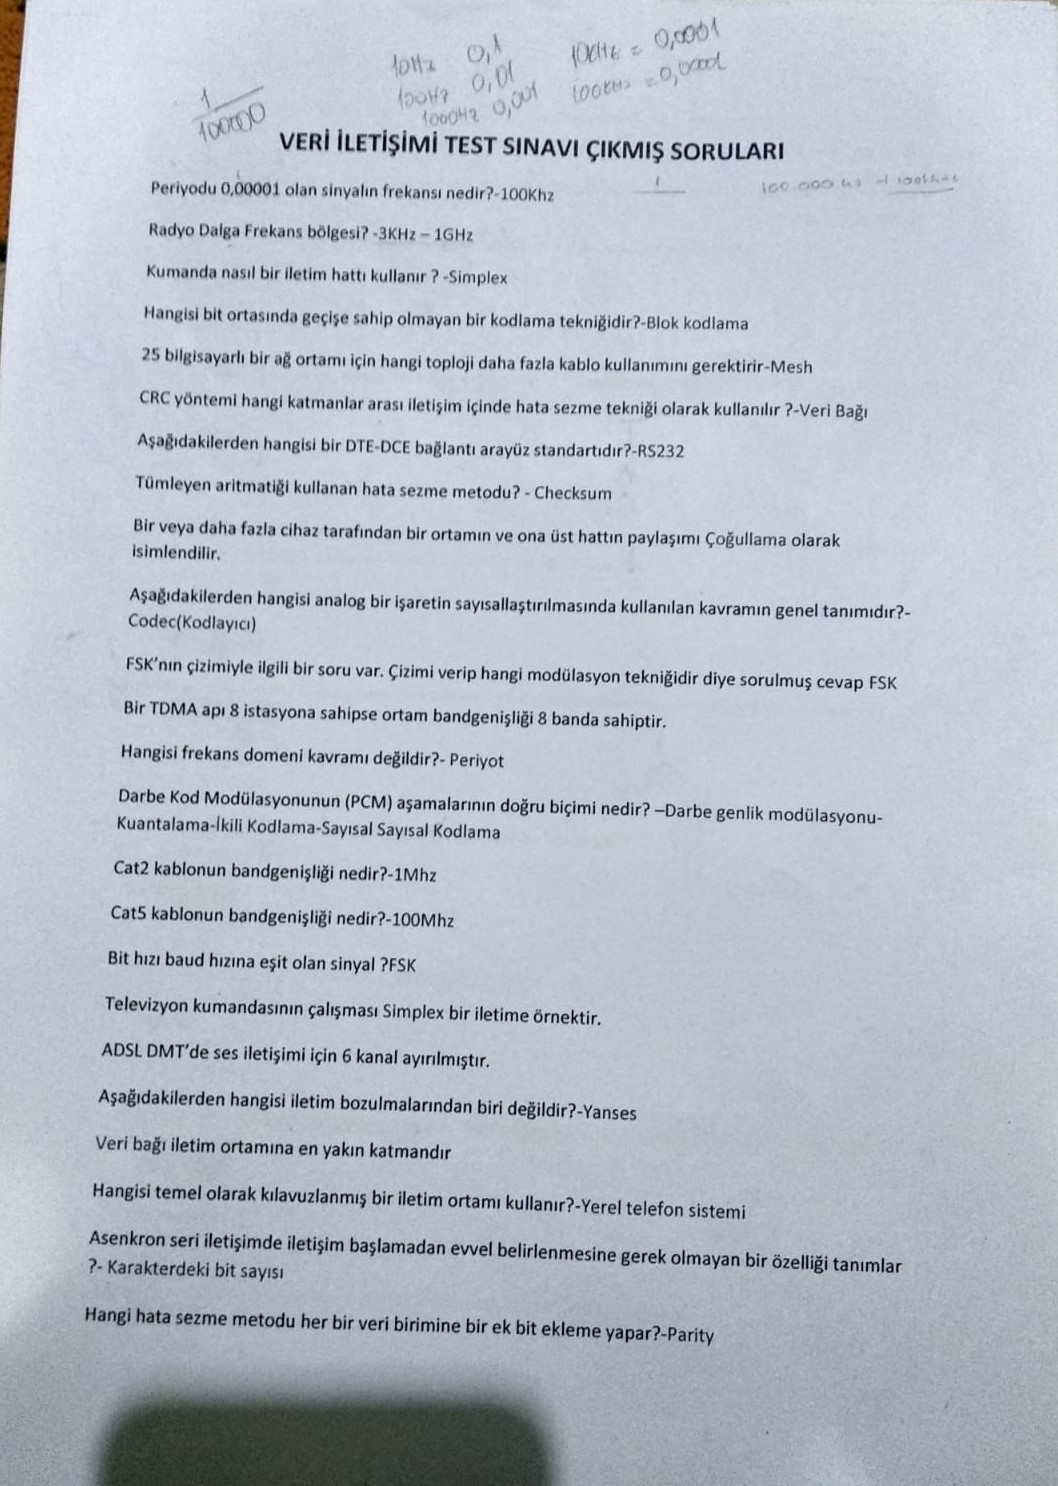 10Hz 0,1
100Hz 0,01
1000Hz 0,001
= 0,0001
100KHz = 0,00001
1
100000
VERİ İLETİŞİMİ TEST SINAVI ÇIKMIŞ SORULARI
Periyodu 0,00001 olan sinyalın frekansı nedir?-100Khz
1
100.000 Hz
Radyo Dalga Frekans bölgesi? -3KHz – 1GHz
Kumanda nasıl bir iletim hattı kullanır ? -Simplex
Hangisi bit ortasında geçişe sahip olmayan bir kodlama tekniğidir?-Blok kodlama
25 bilgisayarlı bir ağ ortamı için hangi toploji daha fazla kablo kullanımını gerektirir-Mesh
CRC yöntemi hangi katmanlar arası iletişim içinde hata sezme tekniği olarak kullanılır ?-Veri Bağı
Aşağıdakilerden hangisi bir DTE-DCE bağlantı arayüz standartıdır?-RS232
Tümleyen aritmatiği kullanan hata sezme metodu? - Checksum
Bir veya daha fazla cihaz tarafından bir ortamın ve ona üst hattın paylaşımı Çoğullama olarak
isimlendilir.
Aşağıdakilerden hangisi analog bir işaretin sayısallaştırılmasında kullanılan kavramın genel tanımıdır?-
Codec(Kodlayıcı)
FSK'nın çizimiyle ilgili bir soru var. Çizimi verip hangi modülasyon tekniğidir diye sorulmuş cevap FSK
Bir TDMA apı 8 istasyona sahipse ortam bandgenişliği 8 banda sahiptir.
Hangisi frekans domeni kavramı değildir?- Periyot
Darbe Kod Modülasyonunun (PCM) aşamalarının doğru biçimi nedir? –Darbe genlik modülasyonu-
Kuantalama-İkili Kodlama-Sayısal Sayısal Kodlama
Cat2 kablonun bandgenişliği nedir?-1Mhz
Cat5 kablonun bandgenişliği nedir?-100Mhz
Bit hızı baud hızına eşit olan sinyal ?FSK
Televizyon kumandasının çalışması Simplex bir iletime örnektir.
ADSL DMT'de ses iletişimi için 6 kanal ayırılmıştır.
Aşağıdakilerden hangisi iletim bozulmalarından biri değildir?-Yanses
Veri bağı iletim ortamına en yakın katmandır
Hangisi temel olarak kılavuzlanmış bir iletim ortamı kullanır?-Yerel telefon sistemi
Asenkron seri iletişimde iletişim başlamadan evvel belirlenmesine gerek olmayan bir özelliği tanımlar
?- Karakterdeki bit sayısı
Hangi hata sezme metodu her bir veri birimine bir ek bit ekleme yapar?-Parity